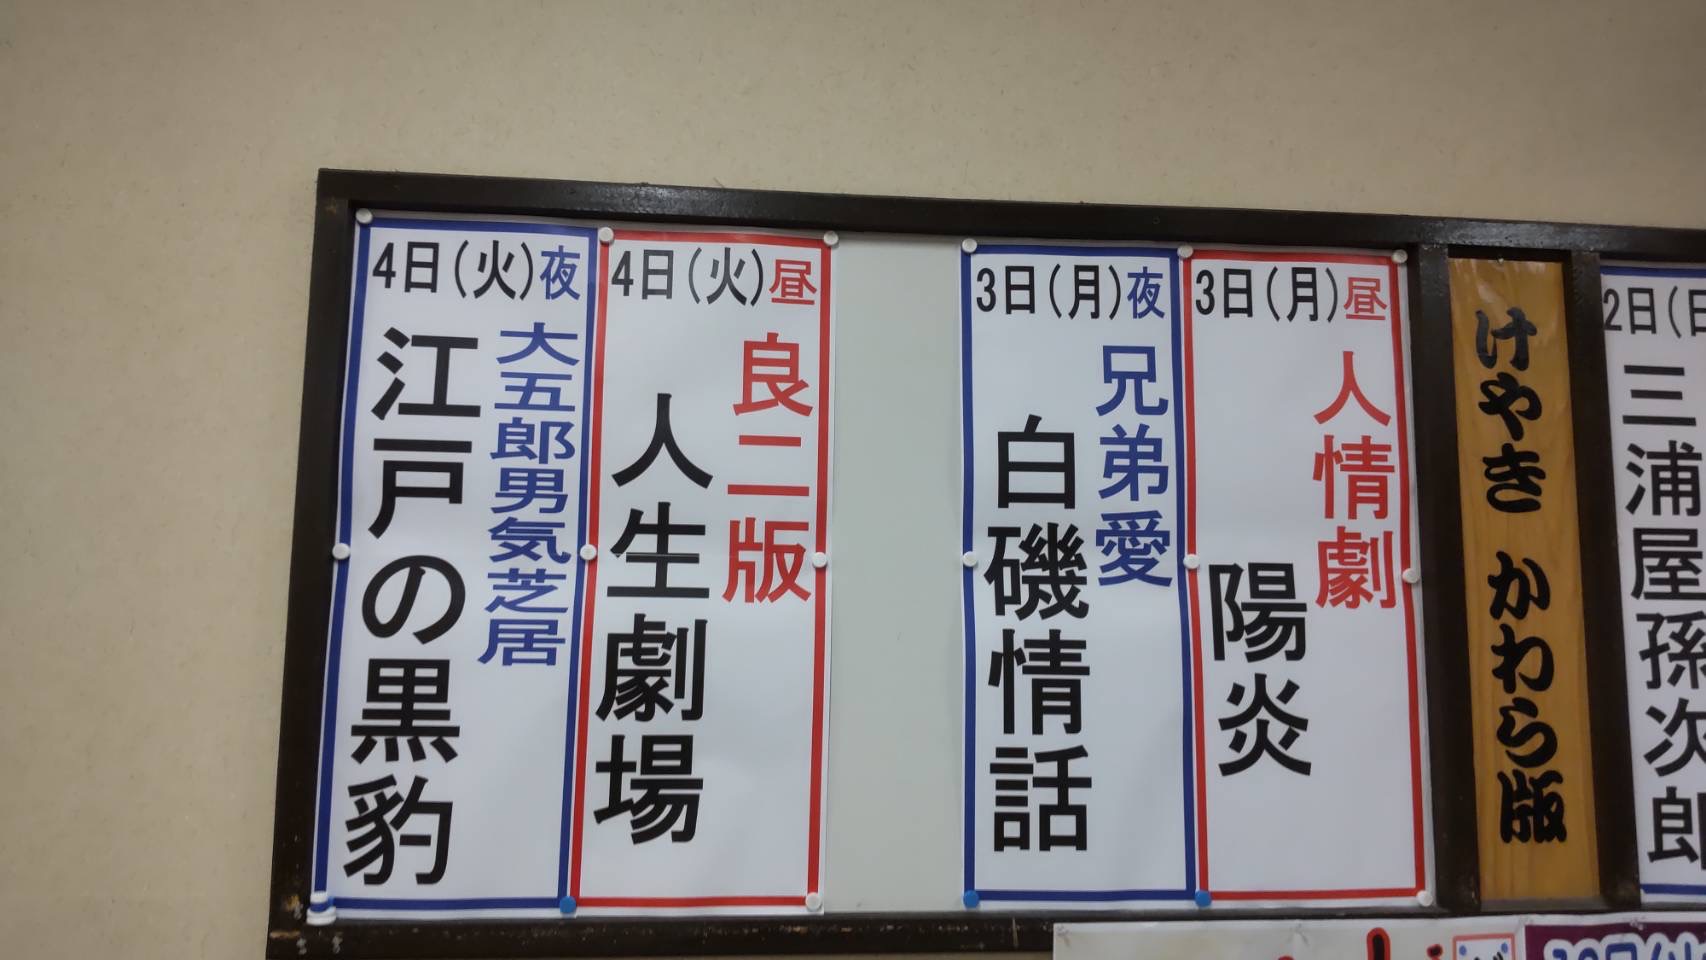 2日(日
三浦屋孫次郎
けやき かわら版
3日(月)昼
人情劇
陽炎
3日(月)夜
兄弟愛
白磯情話
4日(火)昼
良二版
人生劇場
4日(火)夜
大五郎男気芝居
江戸の黒豹